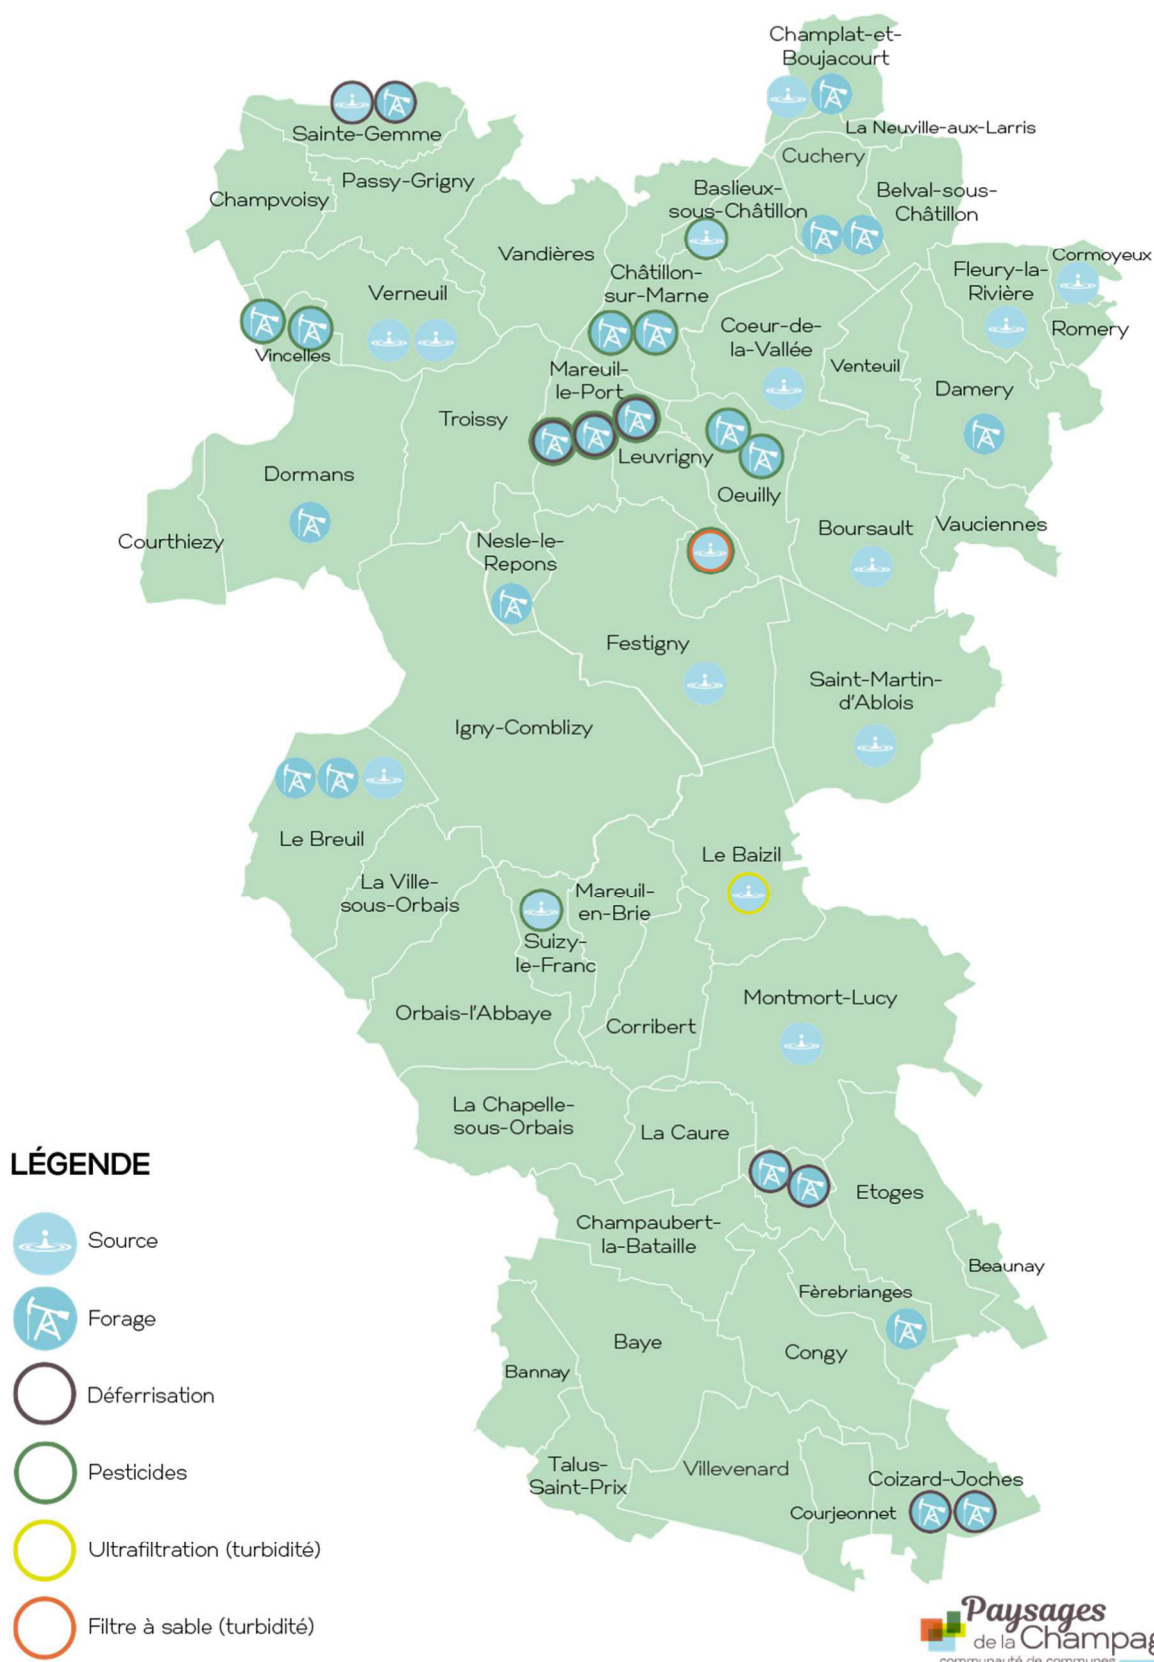 Champlat-et-
Boujacourt
La Neuville-aux-Larris
Sainte-Gemme
Cuchery
Passy-Grigny
Champvoisy
Baslieux-
sous-Châtillon
Belval-sous-
Châtillon
Vandières
Cormoyeux
Fleury-la-
Rivière
Châtillon-
sur-Marne
Verneuil
Coeur-de-
la-Vallée
Romery
Vincelles
Mareuil-
le-Port
Venteuil
Damery
Troissy
Leuvrigny
Dormans
Oeuilly
Courthiezy
Nesle-le-
Repons
Boursault
Vauciennes
Festigny
Saint-Martin-
d'Ablois
Igny-Comblizy
Le Breuil
Le Baizil
La Ville-
sous-Orbais
Mareuil-
en-Brie
Suizy-
le-Franc
Montmort-Lucy
Orbais-l'Abbaye
Corribert
La Chapelle-
sous-Orbais
La Caure
Etoges
Champaubert-
la-Bataille
Beaunay
Fèrebrianges
Baye
Congy
Bannay
Talus-
Saint-Prix
Villevenard
Coizard-Joches
Courjeonnet
LÉGENDE
Source
Forage
Déferrisation
Pesticides
Ultrafiltration (turbidité)
Filtre à sable (turbidité)
Paysages
de la Champag
communauté de communes